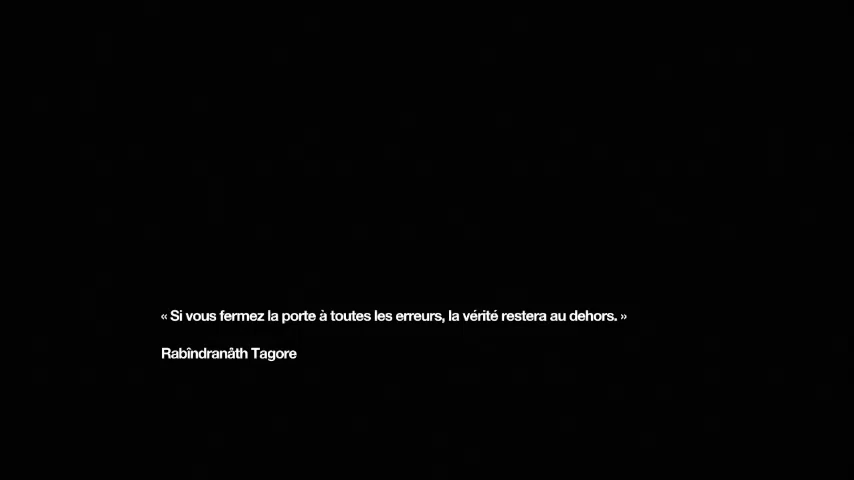 « Si vous fermez la porte à toutes les erreurs, la vérité restera au dehors. »
Rabîndranâth Tagore